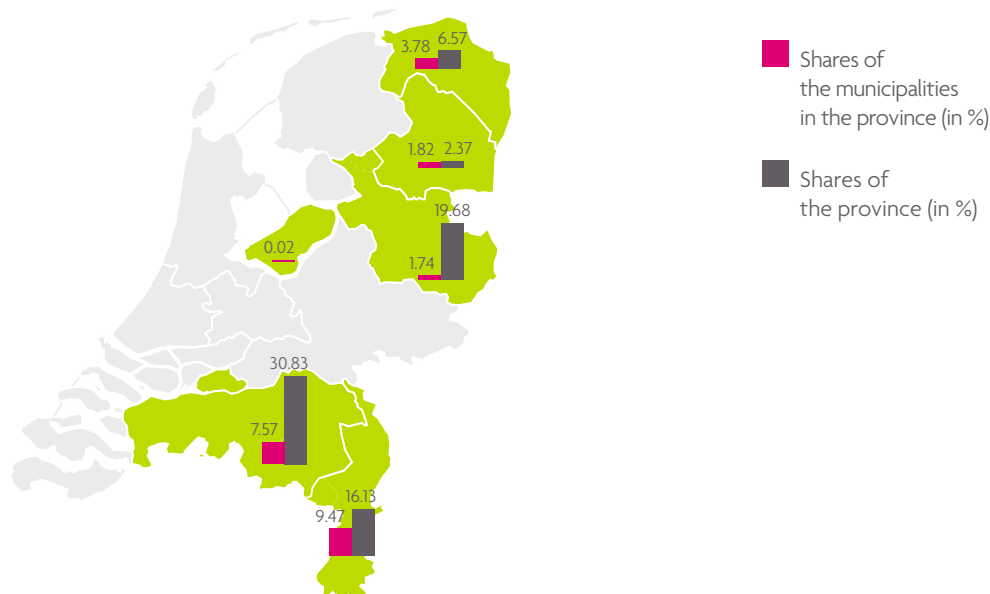 3.78 6.57
1.82 2.37
19.68
0.02
1.74
30.83
7.57
16.13
9.47
Shares of
the municipalities
in the province (in %)
Shares of
the province (in %)